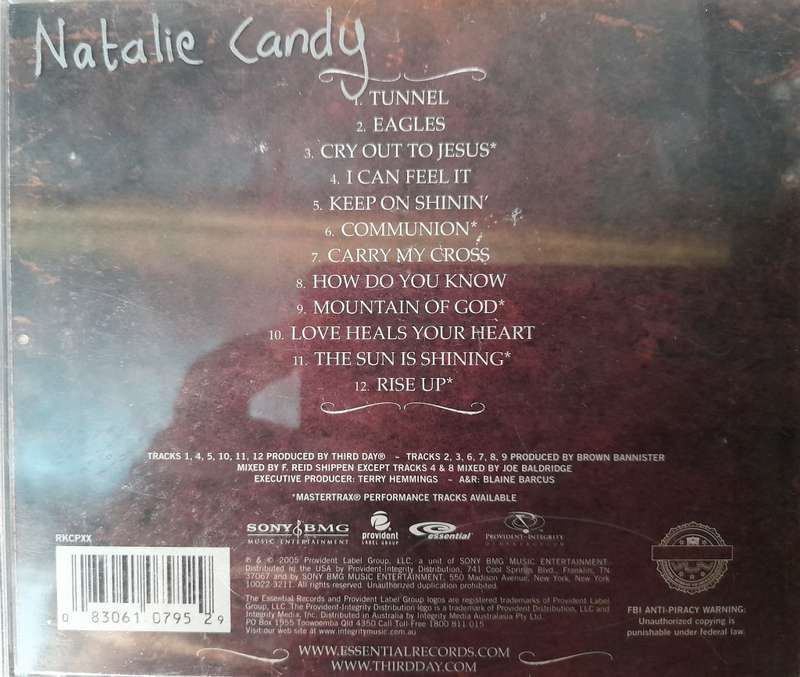 Natalie Candy
1. TUNNEL
2. EAGLES
3. CRY OUT TO JESUS*
4. I CAN FEEL IT
5. KEEP ON SHININ'
6. COMMUNION*
7. CARRY MY CROSS
8. HOW DO YOU KNOW
9. MOUNTAIN OF GOD*
10. LOVE HEALS YOUR HEART
11. THE SUN IS SHINING*
12. RISE UP*
TRACKS 1, 4, 5, 10, 11, 12 PRODUCED BY THIRD DAY® ~ TRACKS 2, 3, 6, 7, 8, 9 PRODUCED BY BROWN BANNISTER
MIXED BY F. REID SHIPPEN EXCEPT TRACKS 4 & 8 MIXED BY JOE BALDRIDGE
EXECUTIVE PRODUCER: TERRY HEMMINGS ~ A&R: BLAINE BARCUS
*MASTERTRAX® PERFORMANCE TRACKS AVAILABLE
SONY BMG
MUSIC ENTERTAINMENT
provident
LABEL GROUP
essential
PROVIDENT-INTEGRITY
RKCPXX
0 83061 0795 2 9
℗ & © 2005 Provident Label Group, LLC, a unit of SONY BMG MUSIC ENTERTAINMENT.
Distributed in the USA by Provident-Integrity Distribution, 741 Cool Springs Blvd., Franklin, TN
37067 and by SONY BMG MUSIC ENTERTAINMENT, 550 Madison Avenue, New York, New York
10022-3211. All rights reserved. Unauthorized duplication prohibited.
The Essential Records and Provident Label Group logos are registered trademarks of Provident Label
Group, LLC. The Provident-Integrity Distribution logo is a trademark of Provident Distribution, LLC and
Integrity Media, Inc. Distributed in Australia by Integrity Media Australasia Pty Ltd.
PO Box 1955 Toowoomba Qld 4350 Call Toll-Free 1800 811 015
Visit our web site at www.integritymusic.com.au
FBI ANTI-PIRACY WARNING:
Unauthorized copying is
punishable under federal law.
WWW.ESSENTIALRECORDS.COM
WWW.THIRDDAY.COM